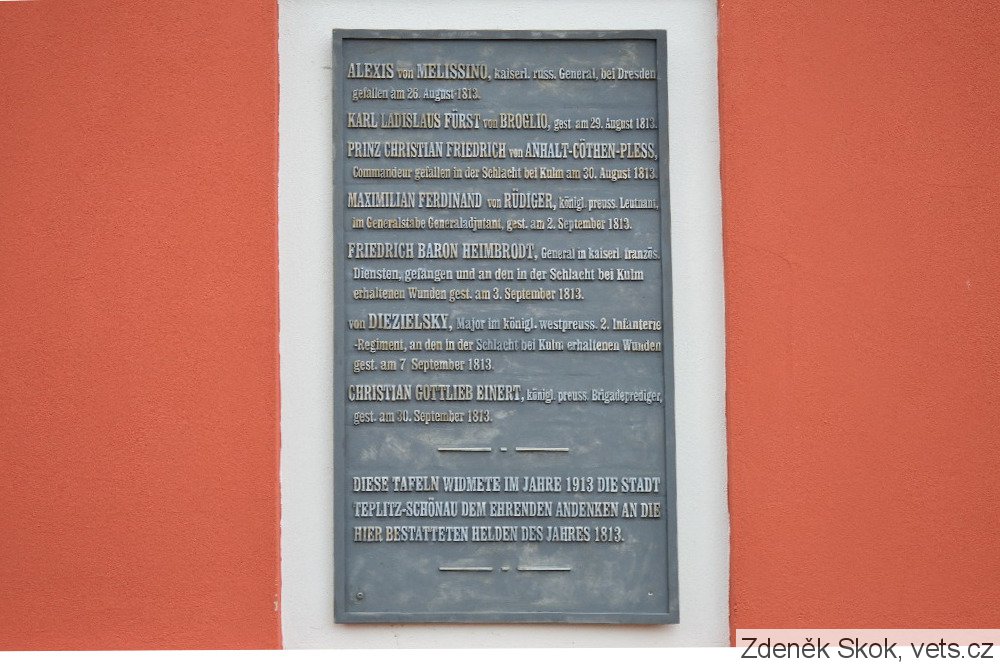 ALEXIS von MELISSINO, kaiserl. russ. General, bei Dresden
gefallen am 26. August 1813.
KARL LADISLAUS FÜRST von BROGLIO, gest. am 29. August 1813.
PRINZ CHRISTIAN FRIEDRICH von ANHALT-CÖTHEN-PLESS,
Commandeur gefallen in der Schlacht bei Kulm am 30. August 1813.
MAXIMILIAN FERDINAND von RÜDIGER, königl. preuss. Leutnant,
im Generalstabe Generaladjutant, gest. am 2. September 1813.
FRIEDRICH BARON HEIMBRODT, General in kaiserl. französ.
Diensten, gefangen und an den in der Schlacht bei Kulm
erhaltenen Wunden gest. am 3. September 1813.
von DIEZIELSKY, Major im königl. westpreuss. 2. Infanterie
-Regiment, an den in der Schlacht bei Kulm erhaltenen Wunden
gest. am 7 September 1813.
CHRISTIAN GOTTLIEB EINERT, königl. preuss. Brigadeprediger,
gest. am 30. September 1813.
DIESE TAFELN WIDMETE IM JAHRE 1913 DIE STADT
TEPLITZ-SCHÖNAU DEM EHRENDEN ANDENKEN AN DIE
HIER BESTATTETEN HELDEN DES JAHRES 1813.
Zdeněk Skok, vets.cz